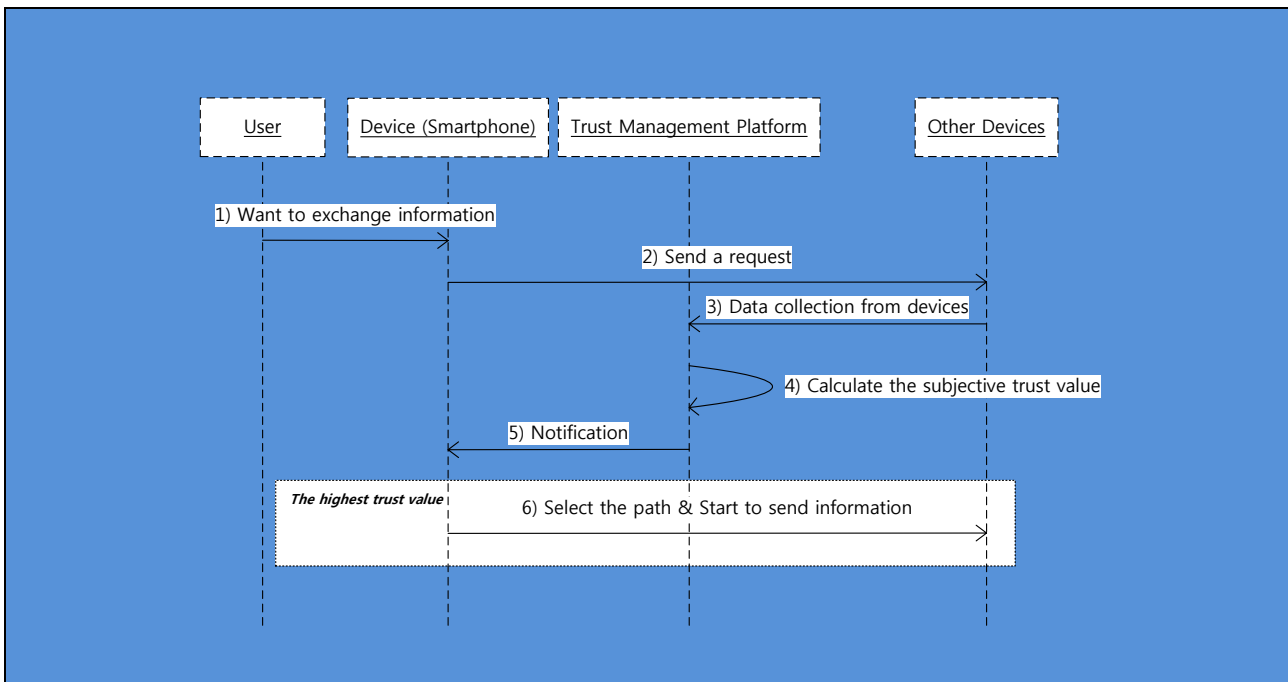 User
Device (Smartphone)
Trust Management Platform
Other Devices
1) Want to exchange information
2) Send a request
3) Data collection from devices
4) Calculate the subjective trust value
5) Notification
The highest trust value
6) Select the path & Start to send information